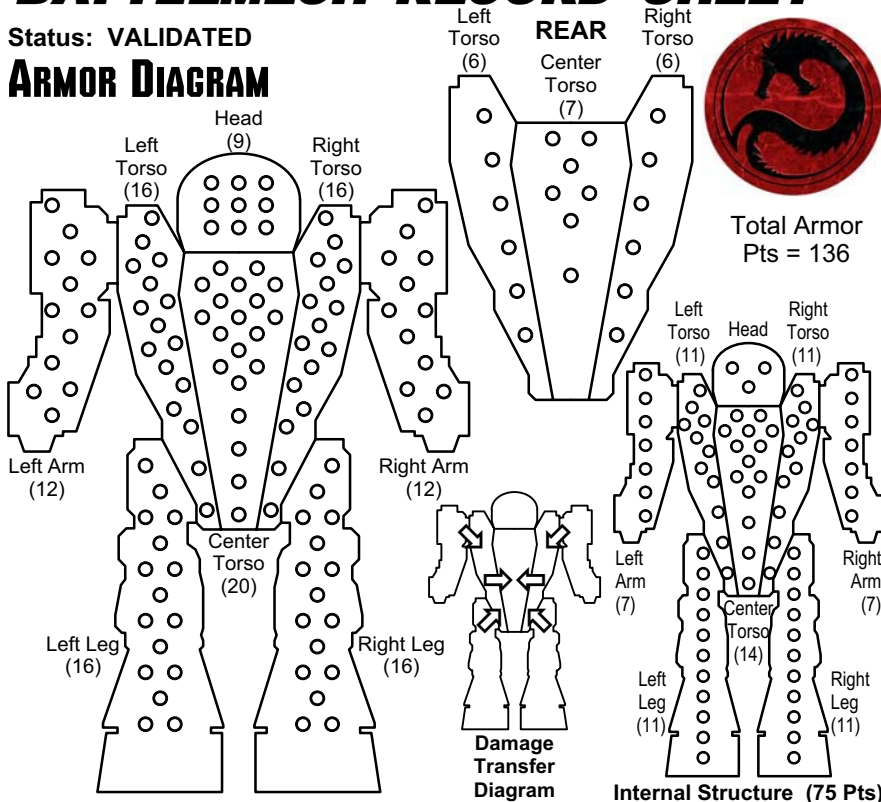 BATTLEMECH RECORD SHEET
Status: VALIDATED
ARMOR DIAGRAM
Head
(9)
Left
Torso
(16)
Right
Torso
(16)
Left Arm
(12)
Right Arm
(12)
Center
Torso
(20)
Left Leg
(16)
Right Leg
(16)
REAR
Left
Torso
(6)
Center
Torso
(7)
Right
Torso
(6)
Total Armor
Pts = 136
Damage
Transfer
Diagram
Left
Torso
(11)
Head
Right
Torso
(11)
Left
Arm
(7)
Right
Arm
(7)
Center
Torso
(14)
Left
Leg
(11)
Right
Leg
(11)
Internal Structure (75 Pts)